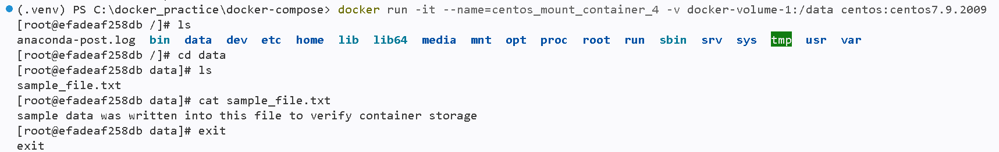 (.venv) PS C:\docker_practice\docker-compose> docker run -it --name=centos_mount_container_4 -v docker-volume-1:/data centos:centos7.9.2009
[root@efadeaf258db /]# ls
anaconda-post.log  bin  data  dev  etc  home  lib  lib64  media  mnt  opt  proc  root  run  sbin  srv  sys  tmp  usr  var
[root@efadeaf258db /]# cd data
[root@efadeaf258db data]# ls
sample_file.txt
[root@efadeaf258db data]# cat sample_file.txt
sample data was written into this file to verify container storage
[root@efadeaf258db data]# exit
exit